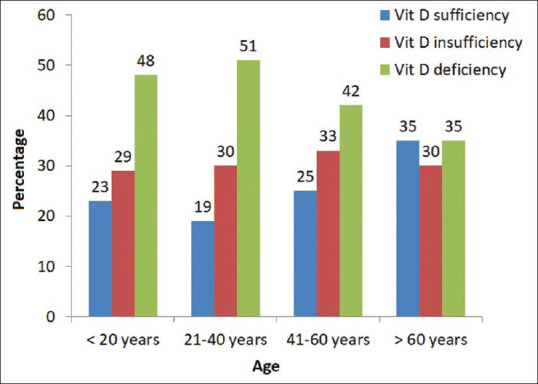 60
50
40
30
20
10
0
Percentage
Vit D sufficiency
Vit D insufficiency
Vit D deficiency
23 29 48
19 30 51
25 33 42
35 30 35
< 20 years 21-40 years 41-60 years > 60 years
Age